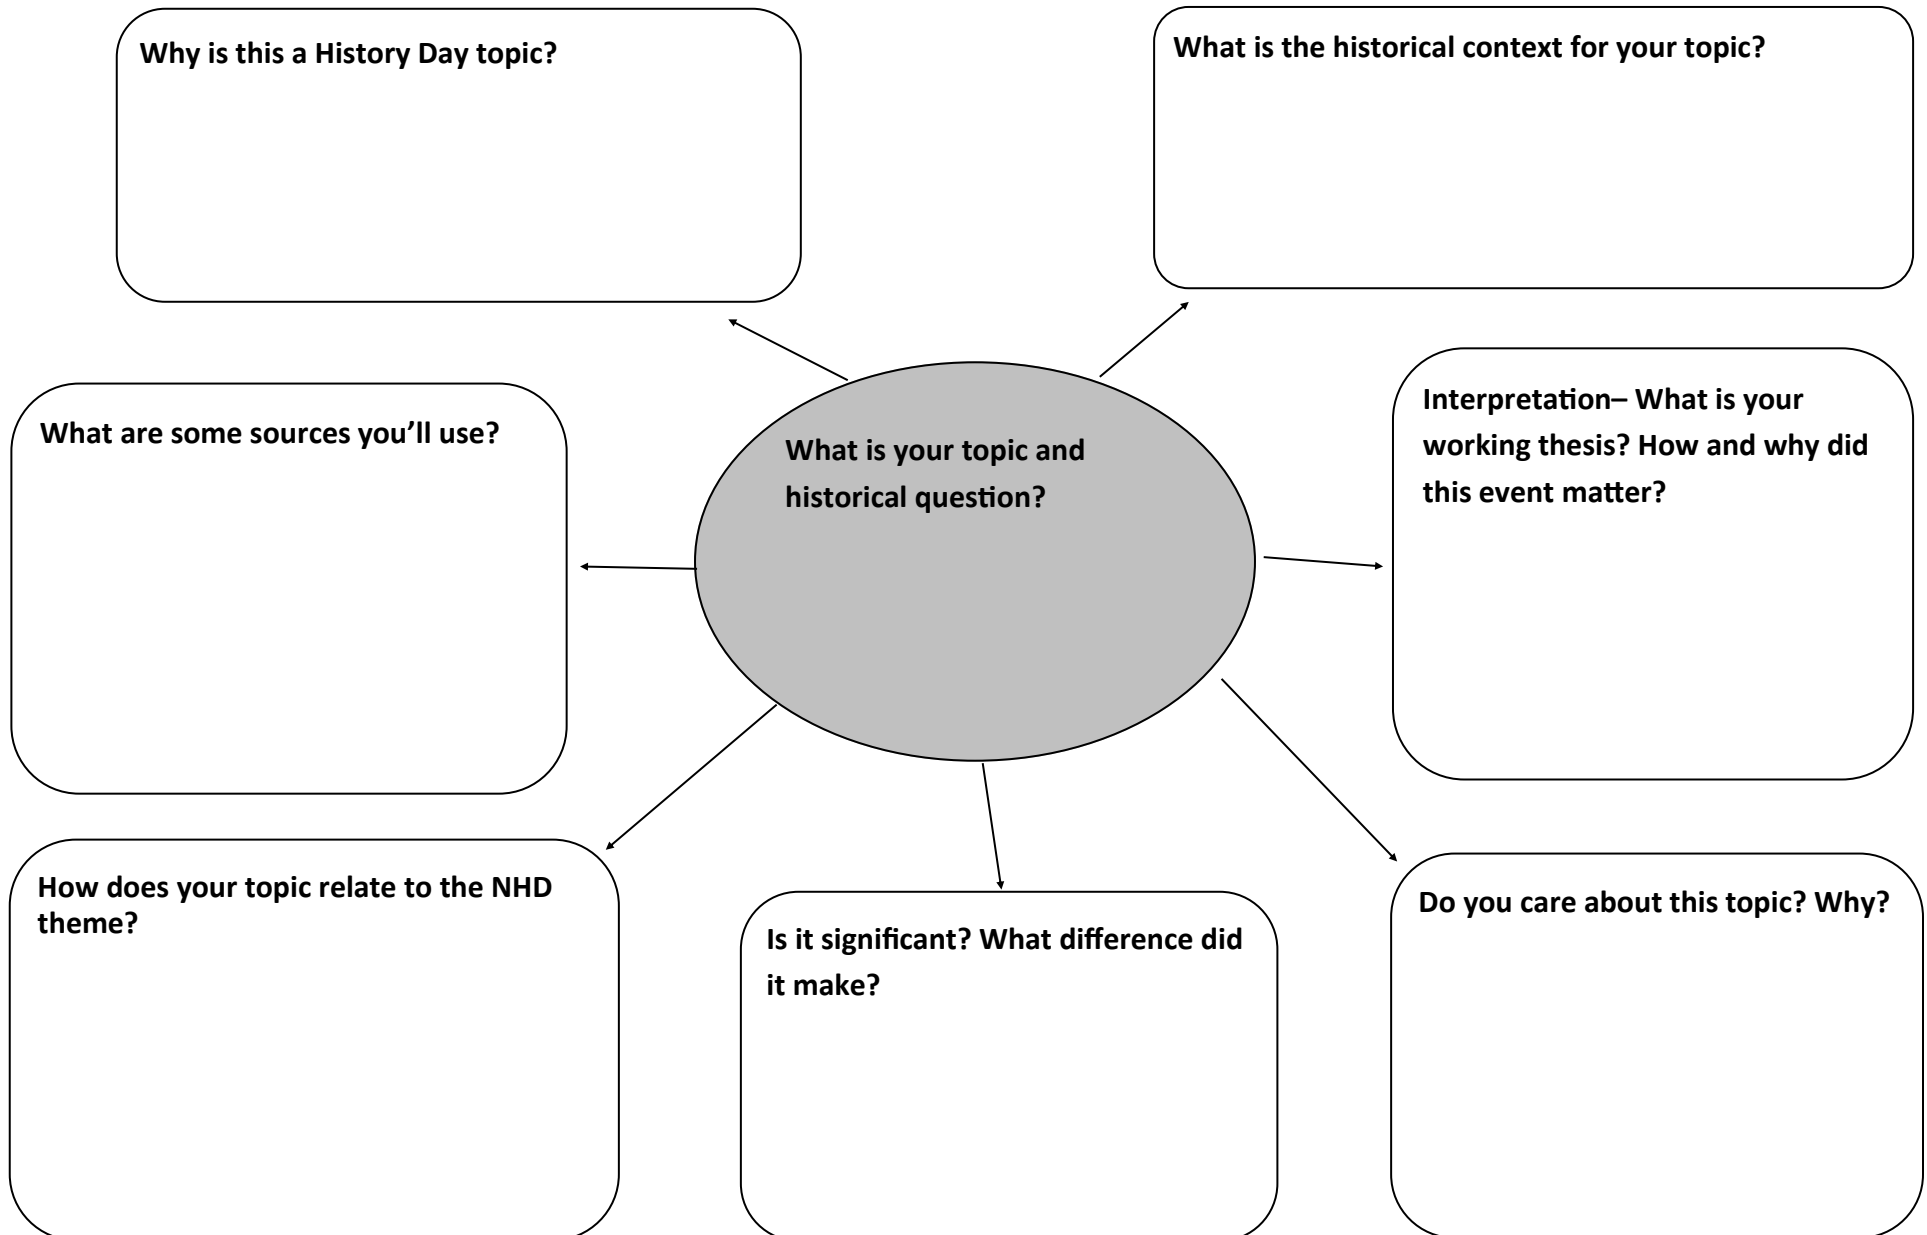 Why is this a History Day topic?
What is the historical context for your topic?
What are some sources you’ll use?
What is your topic and
historical question?
Interpretation– What is your
working thesis? How and why did
this event matter?
How does your topic relate to the NHD
theme?
Is it significant? What difference did
it make?
Do you care about this topic? Why?